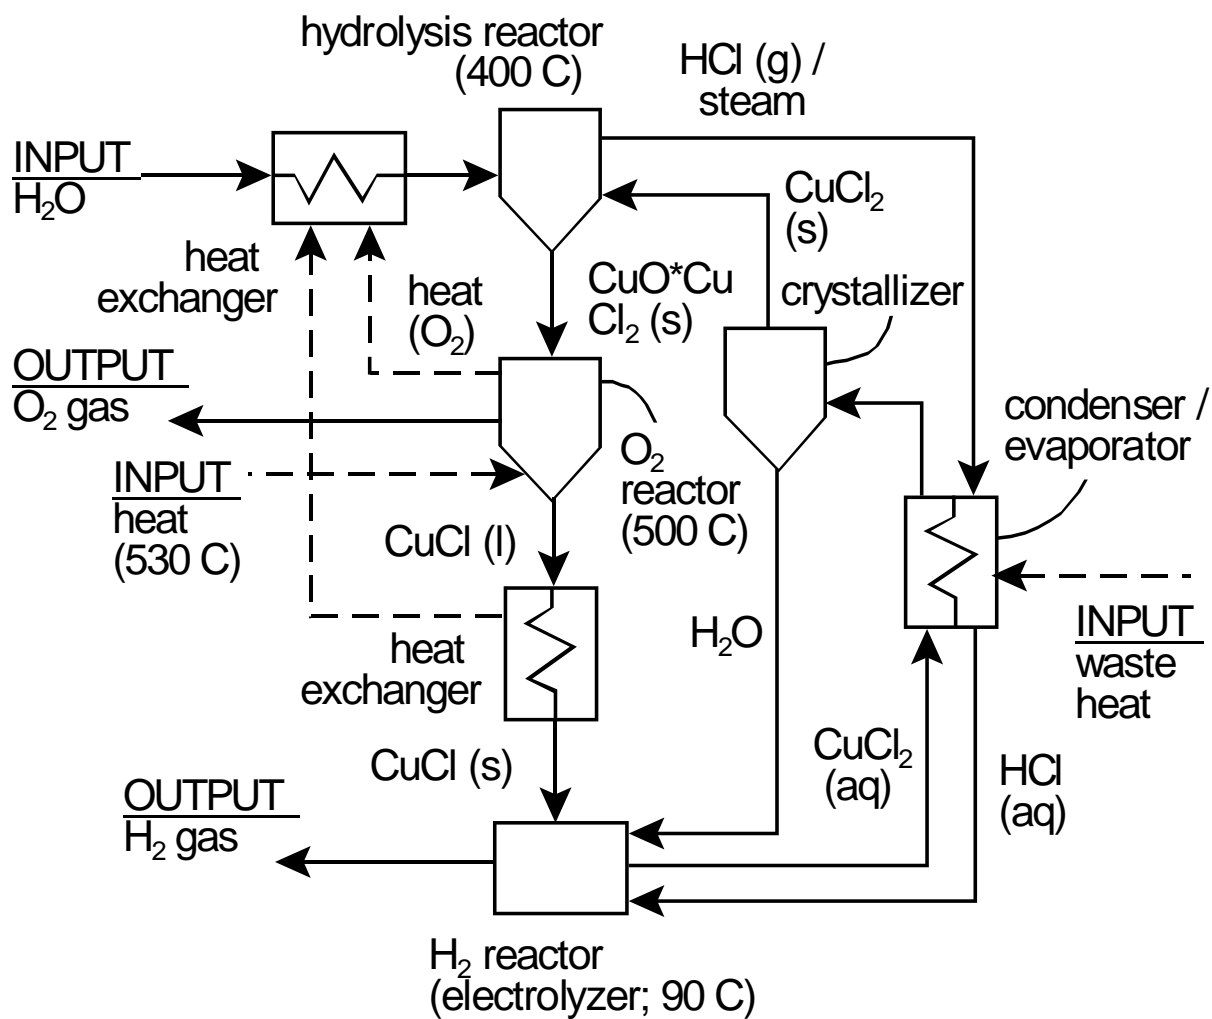 hydrolysis reactor
(400 C)
HCl (g) /
steam
INPUT
H₂O
CuCl₂
(s)
heat
exchanger
heat
(O₂)
CuO*Cu
Cl₂ (s)
crystallizer
OUTPUT
O₂ gas
condenser /
evaporator
INPUT
heat
(530 C)
O₂
reactor
(500 C)
CuCl (l)
H₂O
INPUT
waste
heat
heat
exchanger
CuCl₂
(aq)
HCl
(aq)
CuCl (s)
OUTPUT
H₂ gas
H₂ reactor
(electrolyzer; 90 C)